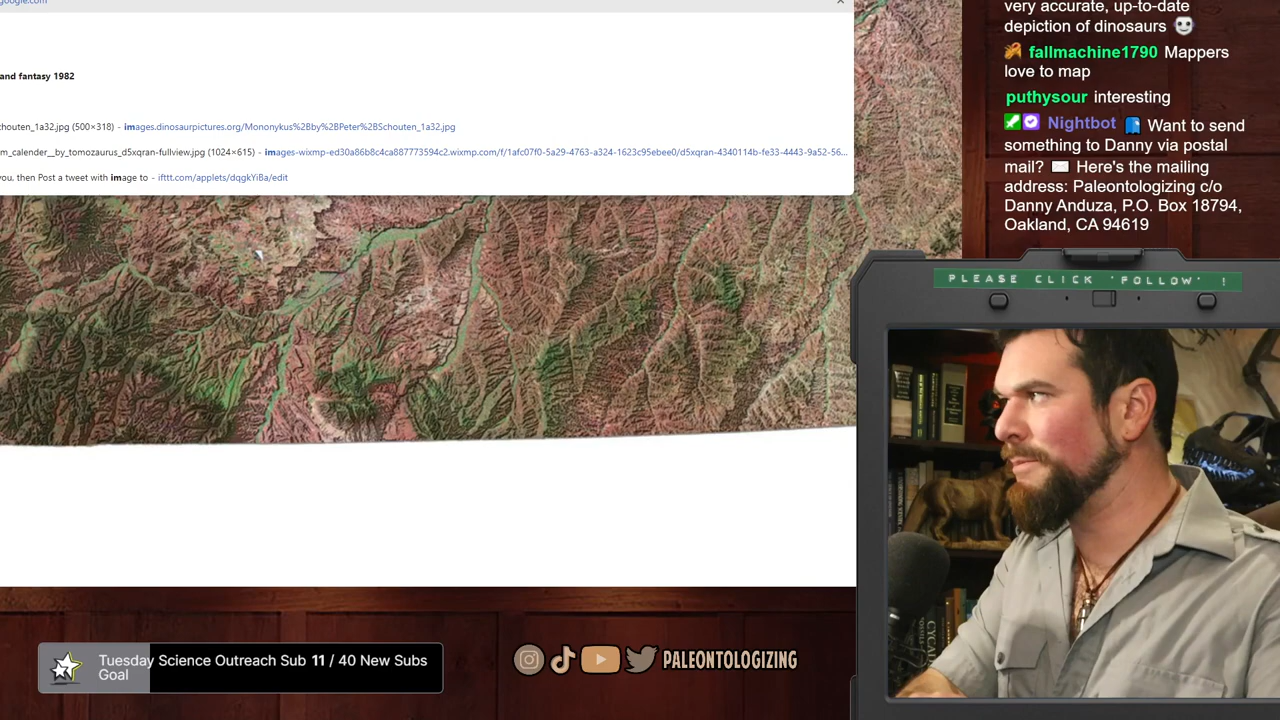 google.com
and fantasy 1982
chouten_1a32.jpg (500×318) - images.dinosaurpictures.org/Mononykus%2Bby%2BPeter%2BSchouten_1a32.jpg
m_calender__by_tomozaurus_d5xqran-fullview.jpg (1024×615) - images-wixmp-ed30a86b8c4ca887773594c2.wixmp.com/f/1afc07f0-5a29-4763-a324-1623c95ebee0/d5xqran-4340114b-fe33-4443-9a52-56...
you, then Post a tweet with image to - ifttt.com/applets/dqgkYiBa/edit
very accurate, up-to-date
depiction of dinosaurs
fallmachine1790 Mappers
love to map
puthysour interesting
Nightbot Want to send
something to Danny via postal
mail? Here's the mailing
address: Paleontologizing c/o
Danny Anduza, P.O. Box 18794,
Oakland, CA 94619
PLEASE CLICK 'FOLLOW' !
Tuesday Science Outreach Sub 11 / 40 New Subs
Goal
PALEONTOLOGIZING